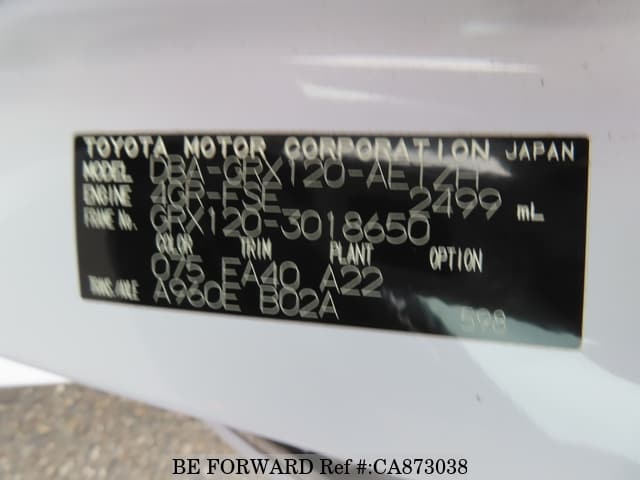 TOYOTA MOTOR CORPORATION JAPAN
MODEL DBA-GRX120-AETZH
ENGINE 4GR-FSE 2499 mL
FRAME No. GRX120-3018650
COLOR TRIM PLANT OPTION
075 FA40 A22
TRANS./AXLE A960E B02A
598
BE FORWARD Ref #:CA873038